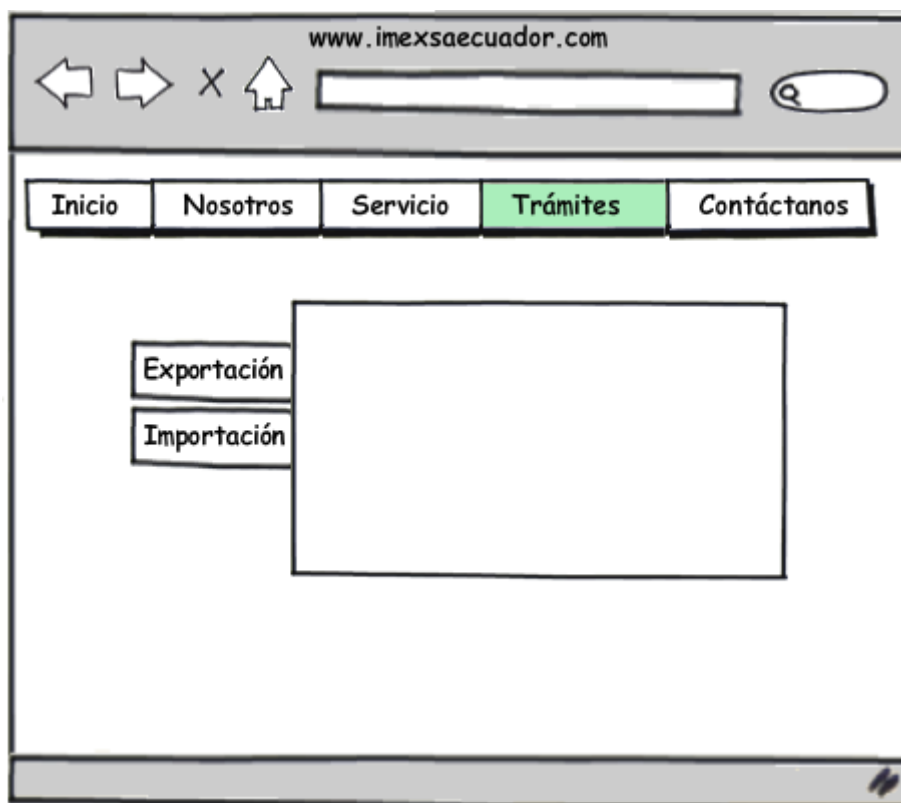 www.imexsaecuador.com
Inicio Nosotros Servicio Trámites Contáctanos
Exportación
Importación